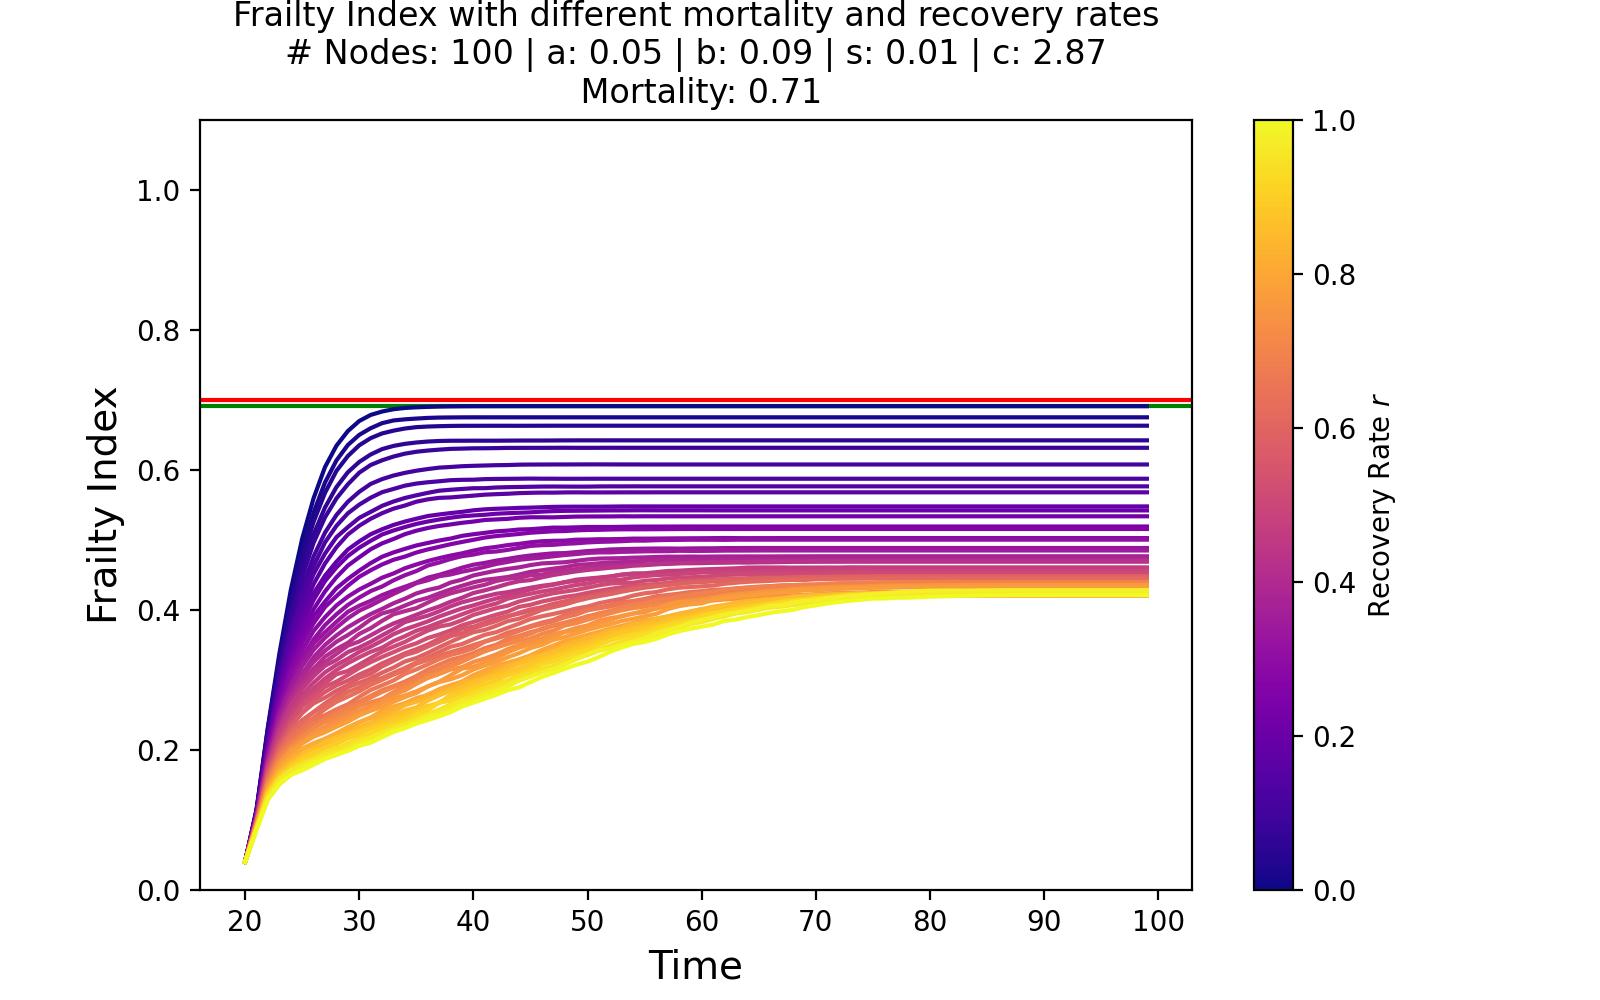 Frailty Index with different mortality and recovery rates
# Nodes: 100 | a: 0.05 | b: 0.09 | s: 0.01 | c: 2.87
Mortality: 0.71
1.0
0.8
0.6
0.4
0.2
0.0
Frailty Index
20 30 40 50 60 70 80 90 100
Time
1.0
0.8
0.6
0.4
0.2
0.0
Recovery Rate r